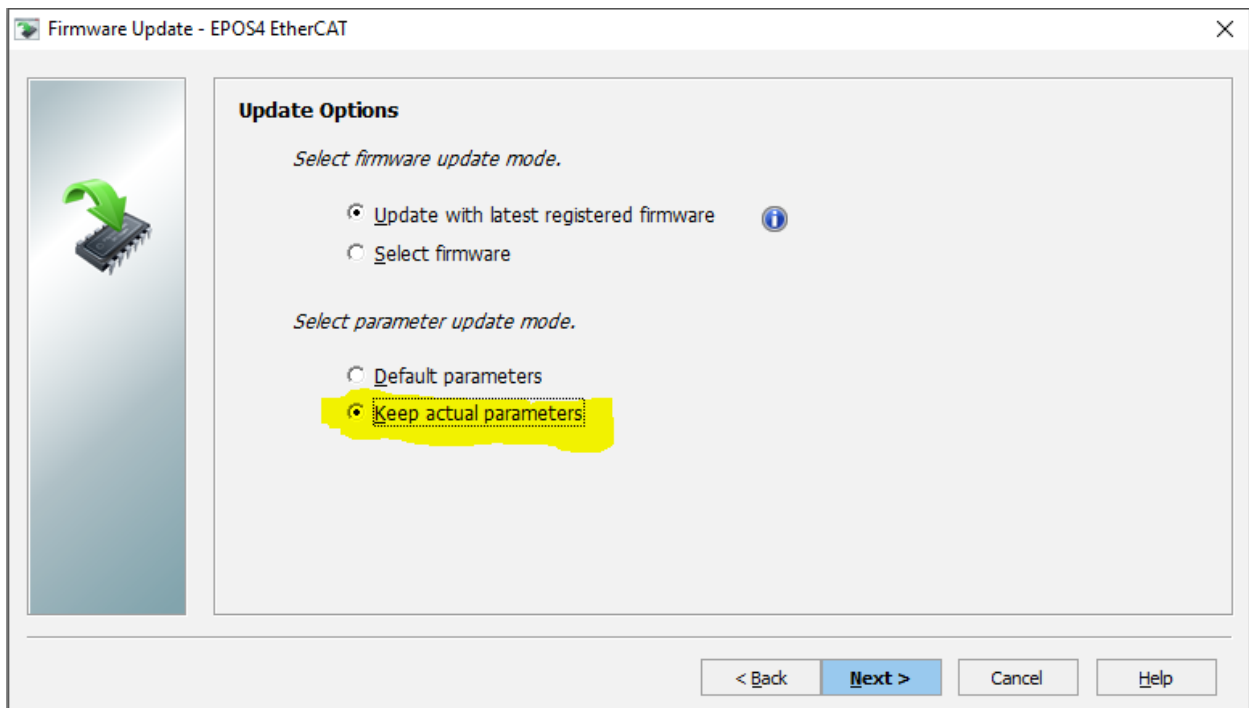 Firmware Update - EPOS4 EtherCAT
Update Options
Select firmware update mode.
Update with latest registered firmware
Select firmware
Select parameter update mode.
Default parameters
Keep actual parameters
< Back Next > Cancel Help